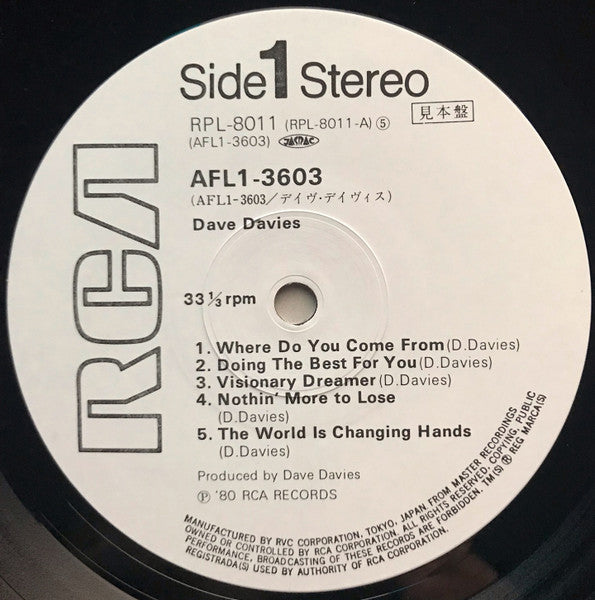 Side 1 Stereo
RPL-8011 (RPL-8011-A) ⑤
見本盤
(AFL1-3603) JASRAC
AFL1-3603
(AFL1-3603/デイヴ・デイヴィス)
Dave Davies
33 1/3 rpm
RCA
1. Where Do You Come From (D.Davies)
2. Doing The Best For You (D.Davies)
3. Visionary Dreamer (D.Davies)
4. Nothin' More to Lose
(D.Davies)
5. The World Is Changing Hands
(D.Davies)
Produced by Dave Davies
Ⓟ '80 RCA RECORDS
MANUFACTURED BY RVC CORPORATION, TOKYO, JAPAN FROM MASTER RECORDINGS
OWNED OR CONTROLLED BY RCA CORPORATION. ALL RIGHTS RESERVED. COPYING, PUBLIC
PERFORMANCE, BROADCASTING OF THESE RECORDS ARE FORBIDDEN. TM(S) ® REG MARCA(S)
REGISTRADA(S) USED BY AUTHORITY OF RCA CORPORATION.